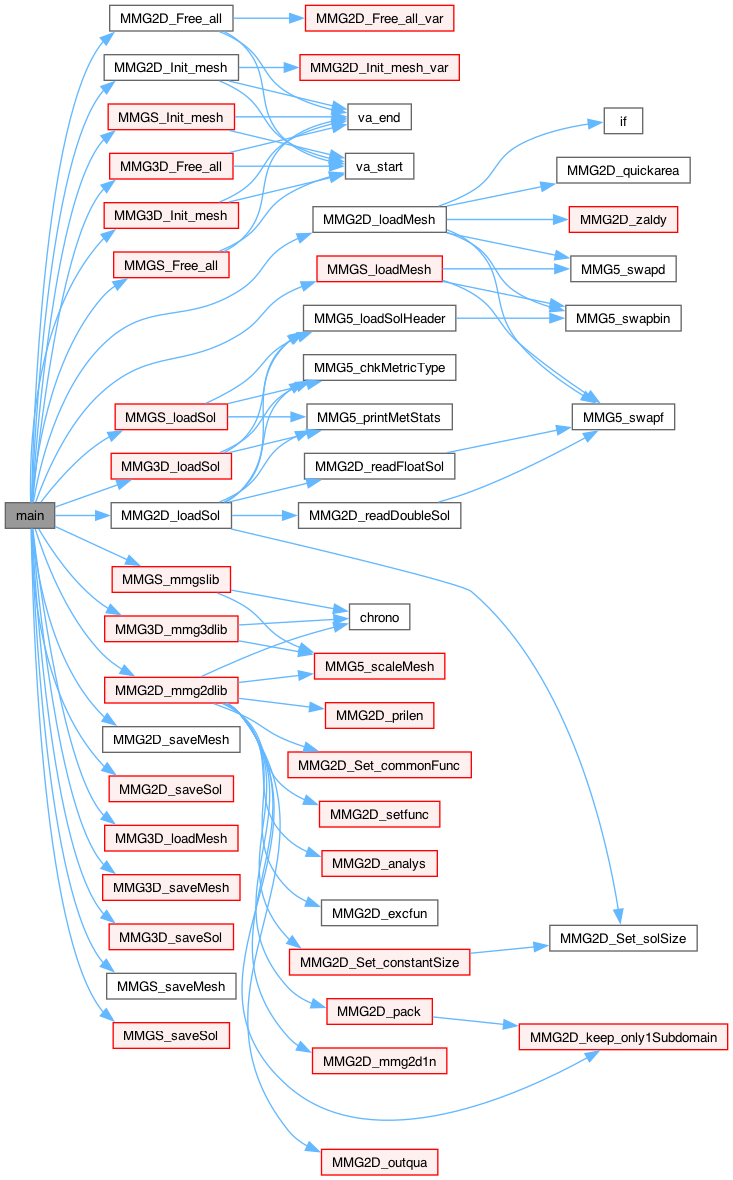 MMG2D_Free_all
MMG2D_Free_all_var
MMG2D_Init_mesh
MMG2D_Init_mesh_var
MMGS_Init_mesh
va_end
if
MMG3D_Free_all
va_start
MMG2D_quickarea
MMG3D_Init_mesh
MMG2D_loadMesh
MMG2D_zaldy
MMGS_Free_all
MMGS_loadMesh
MMG5_swapd
MMG5_loadSolHeader
MMG5_swapbin
MMG5_chkMetricType
MMGS_loadSol
MMG5_printMetStats
MMG5_swapf
MMG3D_loadSol
MMG2D_readFloatSol
main
MMG2D_loadSol
MMG2D_readDoubleSol
MMGS_mmgslib
MMG3D_mmg3dlib
chrono
MMG5_scaleMesh
MMG2D_mmg2dlib
MMG2D_prilen
MMG2D_saveMesh
MMG2D_Set_commonFunc
MMG2D_saveSol
MMG2D_setfunc
MMG3D_loadMesh
MMG2D_analys
MMG3D_saveMesh
MMG2D_excfun
MMG3D_saveSol
MMG2D_Set_solSize
MMG2D_Set_constantSize
MMGS_saveMesh
MMG2D_pack
MMGS_saveSol
MMG2D_keep_only1Subdomain
MMG2D_mmg2d1n
MMG2D_outqua